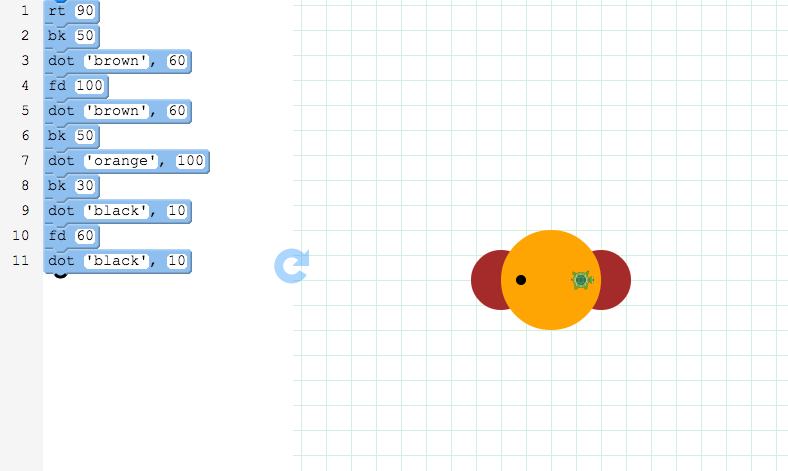 1 rt 90
2 bk 50
3 dot 'brown', 60
4 fd 100
5 dot 'brown', 60
6 bk 50
7 dot 'orange', 100
8 bk 30
9 dot 'black', 10
10 fd 60
11 dot 'black', 10